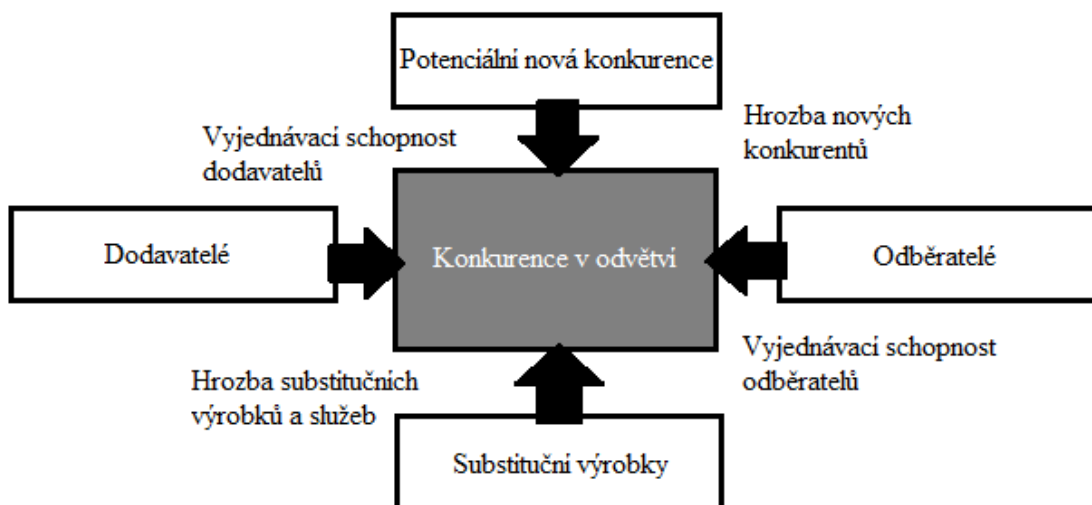 Potenciální nová konkurence
Vyjednávací schopnost
dodavatelů
Hrozba nových
konkurentů
Dodavatelé
Konkurence v odvětví
Odběratelé
Hrozba substitučních
výrobků a služeb
Vyjednávací schopnost
odběratelů
Substituční výrobky